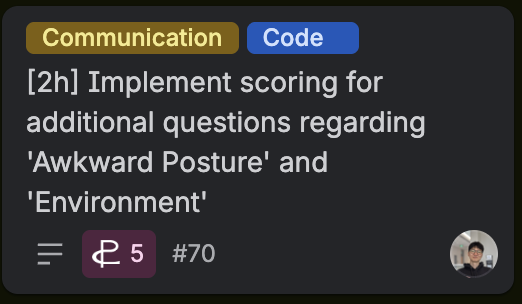 Communication Code
[2h] Implement scoring for
additional questions regarding
'Awkward Posture' and
'Environment'
5 #70